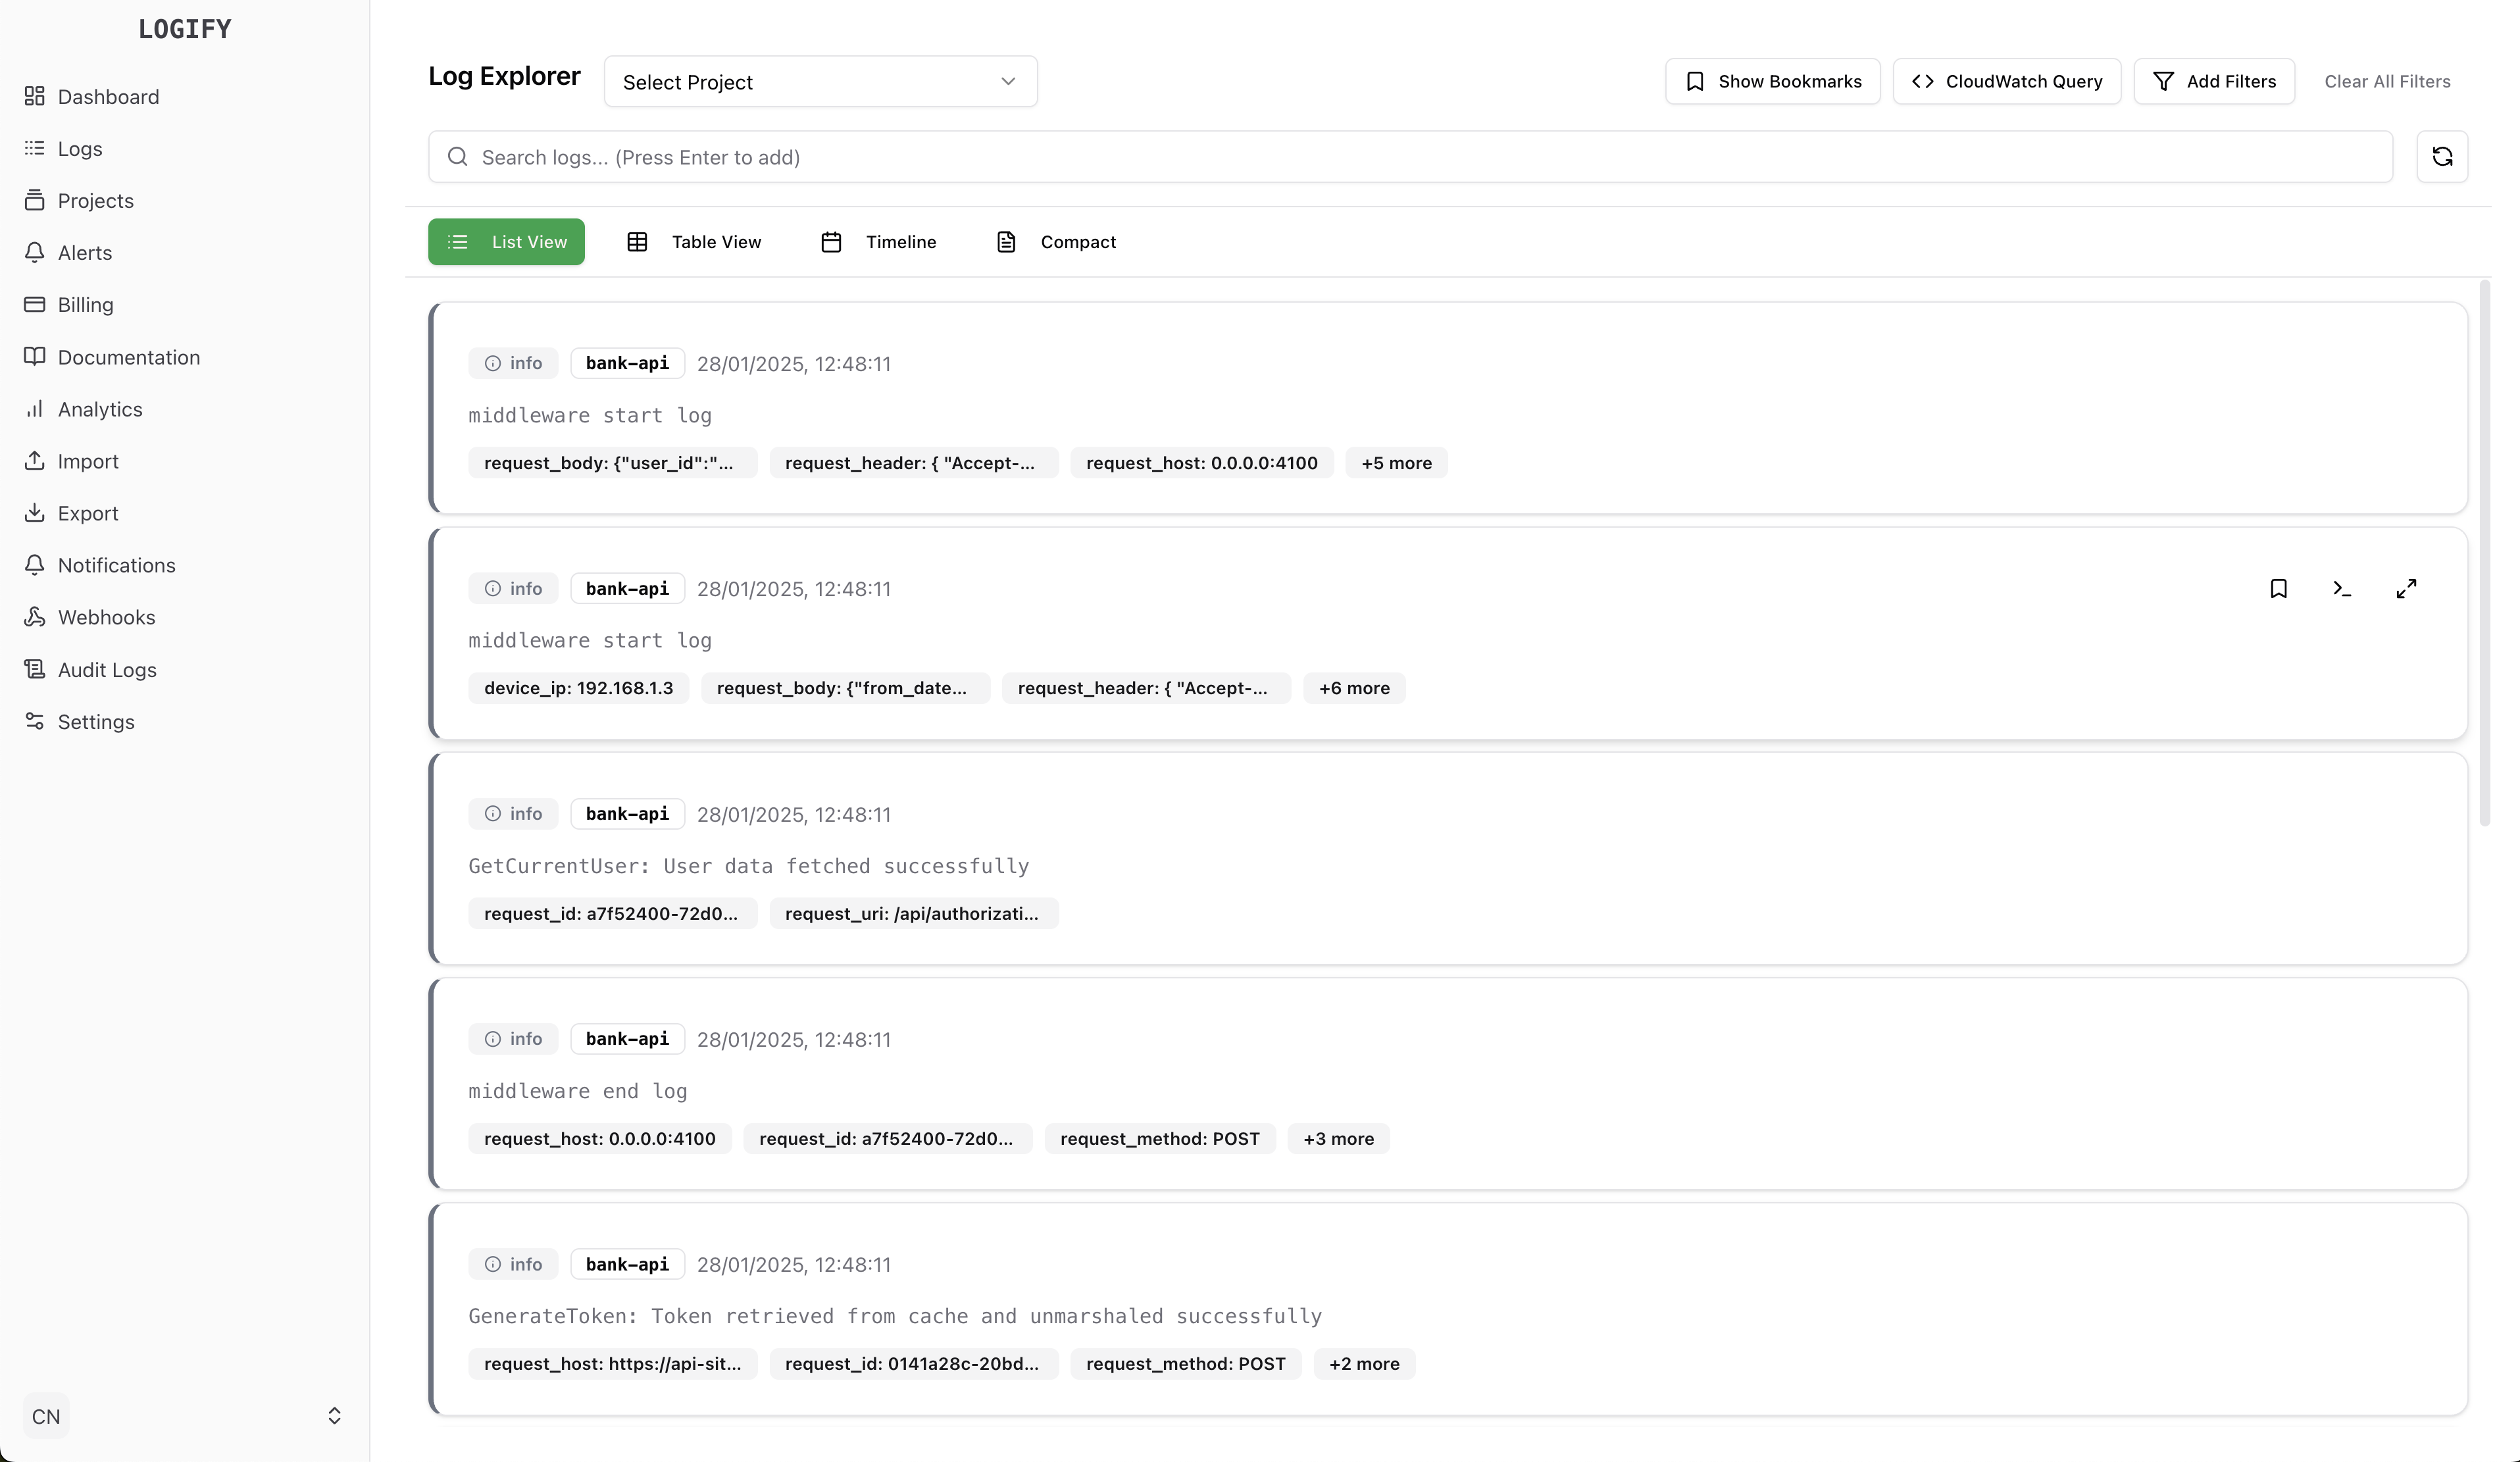 LOGIFY
Dashboard
Logs
Projects
Alerts
Billing
Documentation
Analytics
Import
Export
Notifications
Webhooks
Audit Logs
Settings
CN
Log Explorer
Select Project
Show Bookmarks
CloudWatch Query
Add Filters
Clear All Filters
Search logs... (Press Enter to add)
List View
Table View
Timeline
Compact
info bank-api 28/01/2025, 12:48:11
middleware start log
request_body: {"user_id":"... request_header: { "Accept-... request_host: 0.0.0.0:4100 +5 more
info bank-api 28/01/2025, 12:48:11
middleware start log
device_ip: 192.168.1.3 request_body: {"from_date... request_header: { "Accept-... +6 more
info bank-api 28/01/2025, 12:48:11
GetCurrentUser: User data fetched successfully
request_id: a7f52400-72d0... request_uri: /api/authorizati...
info bank-api 28/01/2025, 12:48:11
middleware end log
request_host: 0.0.0.0:4100 request_id: a7f52400-72d0... request_method: POST +3 more
info bank-api 28/01/2025, 12:48:11
GenerateToken: Token retrieved from cache and unmarshaled successfully
request_host: https://api-sit... request_id: 0141a28c-20bd... request_method: POST +2 more